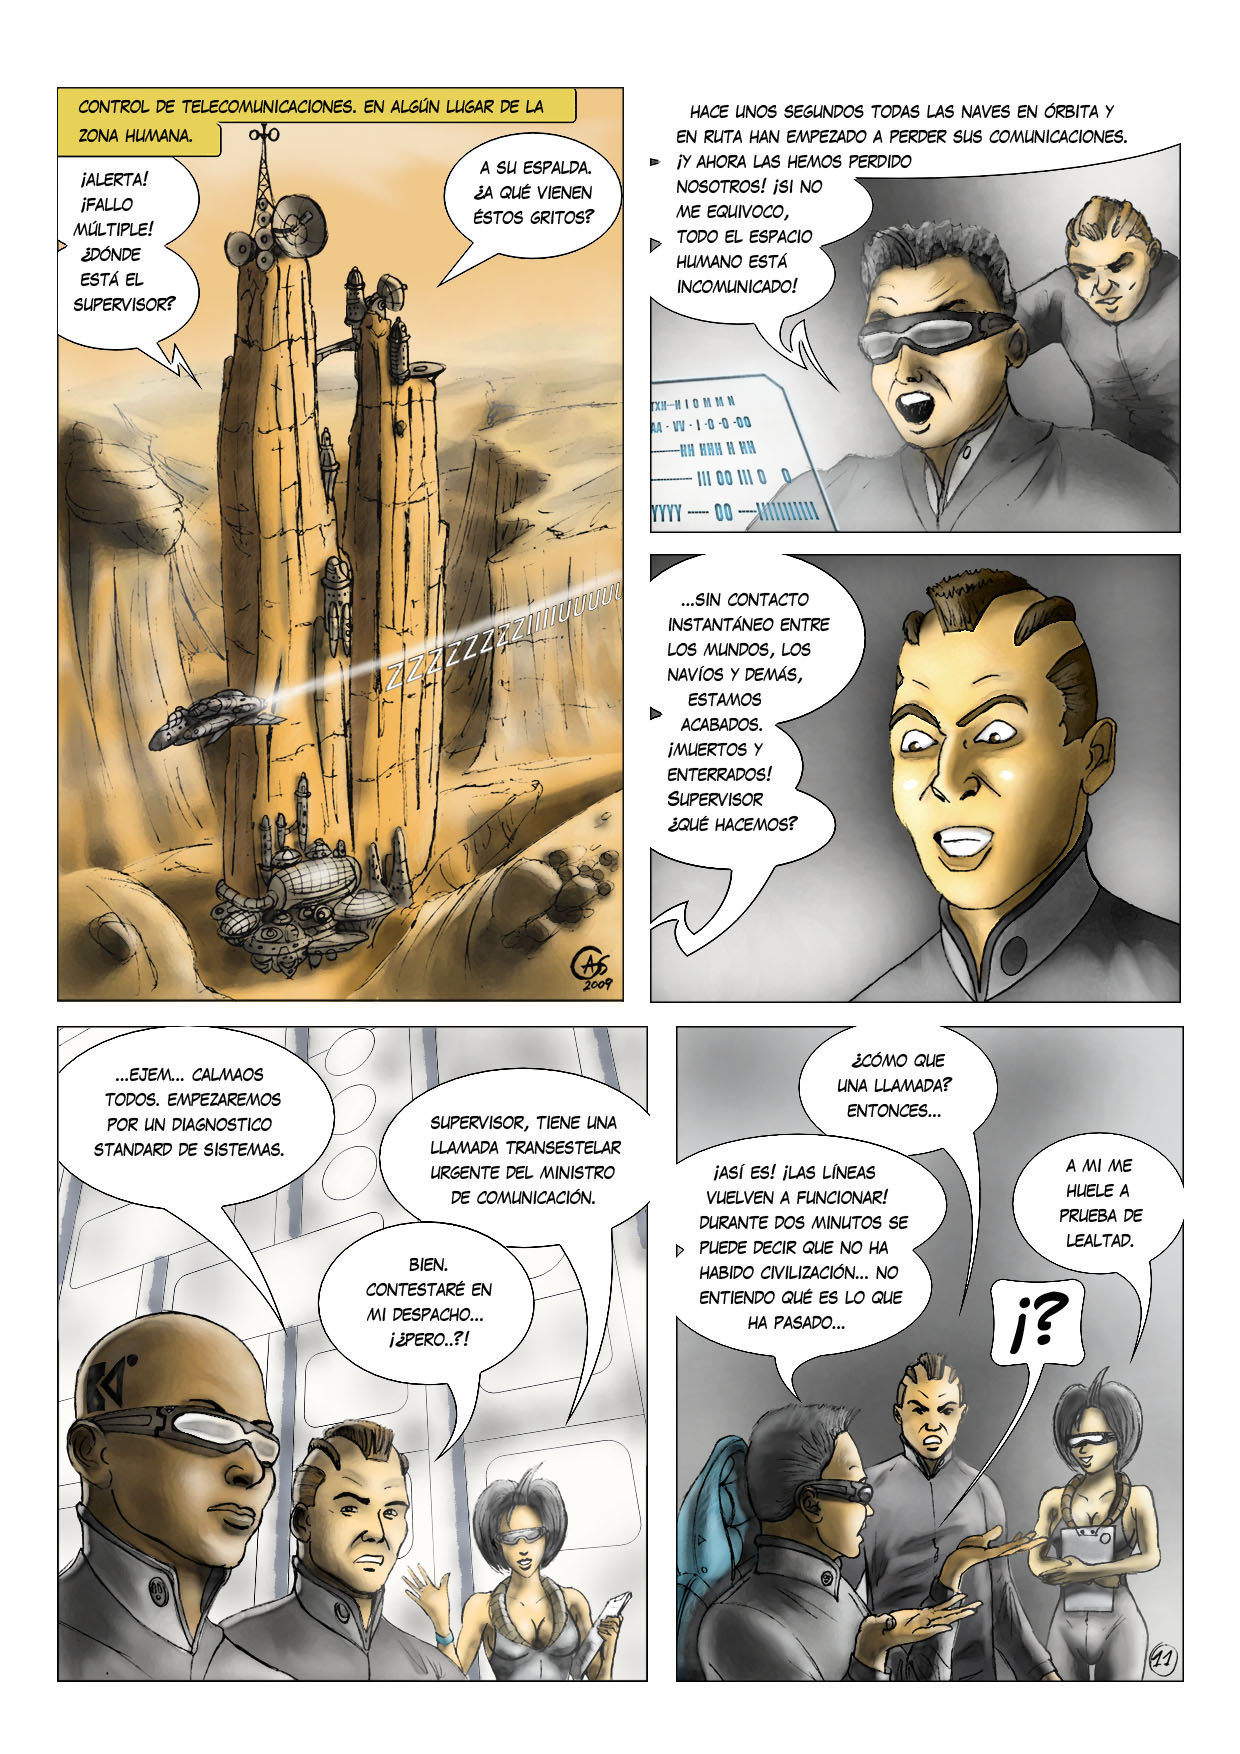 CONTROL DE TELECOMUNICACIONES. EN ALGÚN LUGAR DE LA
ZONA HUMANA.
¡ALERTA!
¡FALLO
MÚLTIPLE!
¿DÓNDE
ESTÁ EL
SUPERVISOR?
A SU ESPALDA.
¿A QUÉ VIENEN
ÉSTOS GRITOS?
ZZZZZZZZIIIIUUUUU
CAS
2009
HACE UNOS SEGUNDOS TODAS LAS NAVES EN ÓRBITA Y
EN RUTA HAN EMPEZADO A PERDER SUS COMUNICACIONES.
¡Y AHORA LAS HEMOS PERDIDO
NOSOTROS! ¡SI NO
ME EQUIVOCO,
TODO EL ESPACIO
HUMANO ESTÁ
INCOMUNICADO!
...SIN CONTACTO
INSTANTÁNEO ENTRE
LOS MUNDOS, LOS
NAVÍOS Y DEMÁS,
ESTAMOS
ACABADOS.
¡MUERTOS Y
ENTERRADOS!
SUPERVISOR
¿QUÉ HACEMOS?
...EJEM... CALMAOS
TODOS. EMPEZAREMOS
POR UN DIAGNOSTICO
STANDARD DE SISTEMAS.
SUPERVISOR, TIENE UNA
LLAMADA TRANSESTELAR
URGENTE DEL MINISTRO
DE COMUNICACIÓN.
BIEN.
CONTESTARÉ EN
MI DESPACHO...
¡¿PERO..?!
¿CÓMO QUE
UNA LLAMADA?
ENTONCES...
¡ASÍ ES! ¡LAS LÍNEAS
VUELVEN A FUNCIONAR!
DURANTE DOS MINUTOS SE
PUEDE DECIR QUE NO HA
HABIDO CIVILIZACIÓN... NO
ENTIENDO QUÉ ES LO QUE
HA PASADO...
A MI ME
HUELE A
PRUEBA DE
LEALTAD.
¡?
11